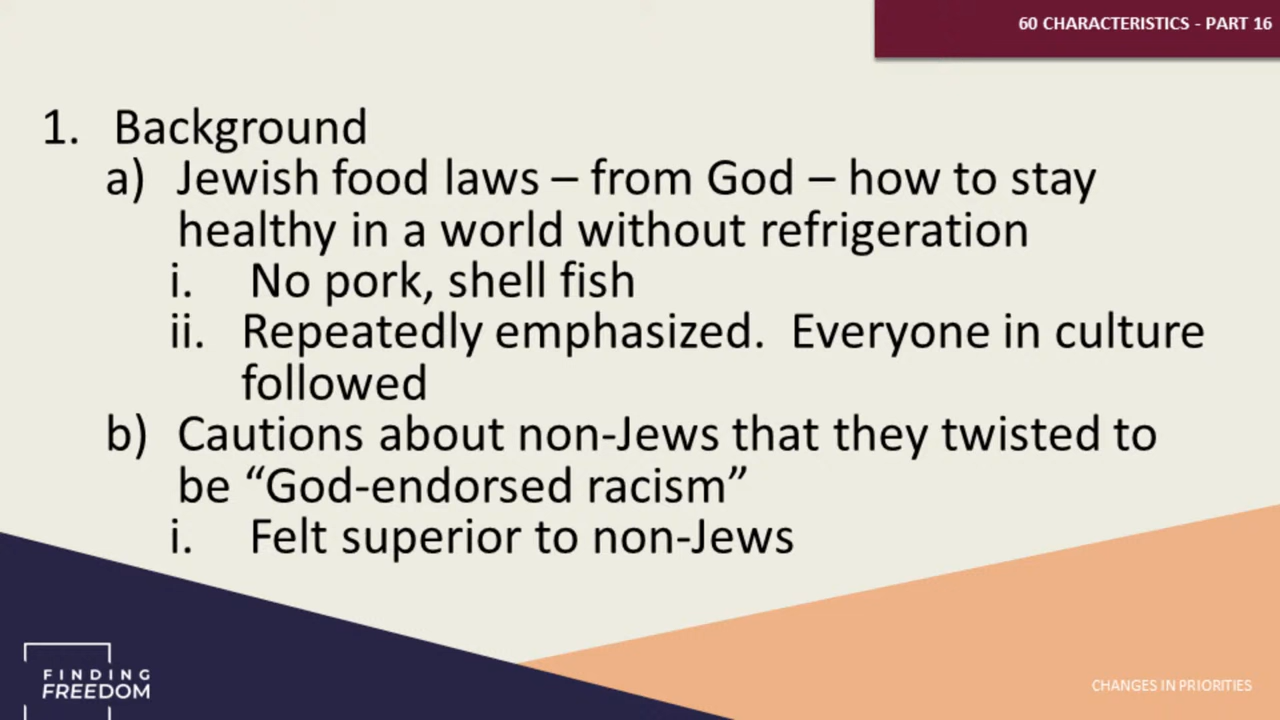 60 CHARACTERISTICS - PART 16
1. Background
a) Jewish food laws – from God – how to stay
healthy in a world without refrigeration
i. No pork, shell fish
ii. Repeatedly emphasized.  Everyone in culture
followed
b) Cautions about non-Jews that they twisted to
be “God-endorsed racism”
i. Felt superior to non-Jews
FINDING
FREEDOM
CHANGES IN PRIORITIES